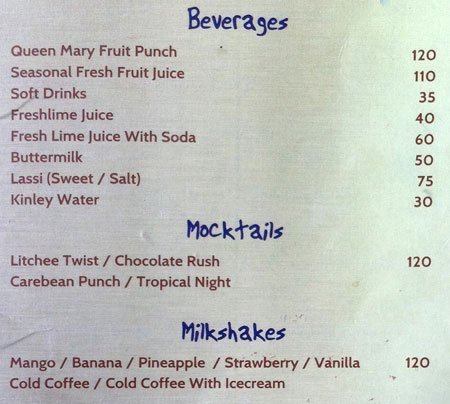 Beverages
Queen Mary Fruit Punch 120
Seasonal Fresh Fruit Juice 110
Soft Drinks 35
Freshlime Juice 40
Fresh Lime Juice With Soda 60
Buttermilk 50
Lassi (Sweet / Salt) 75
Kinley Water 30
Mocktails
Litchee Twist / Chocolate Rush 120
Carebean Punch / Tropical Night
Milkshakes
Mango / Banana / Pineapple / Strawberry / Vanilla 120
Cold Coffee / Cold Coffee With Icecream